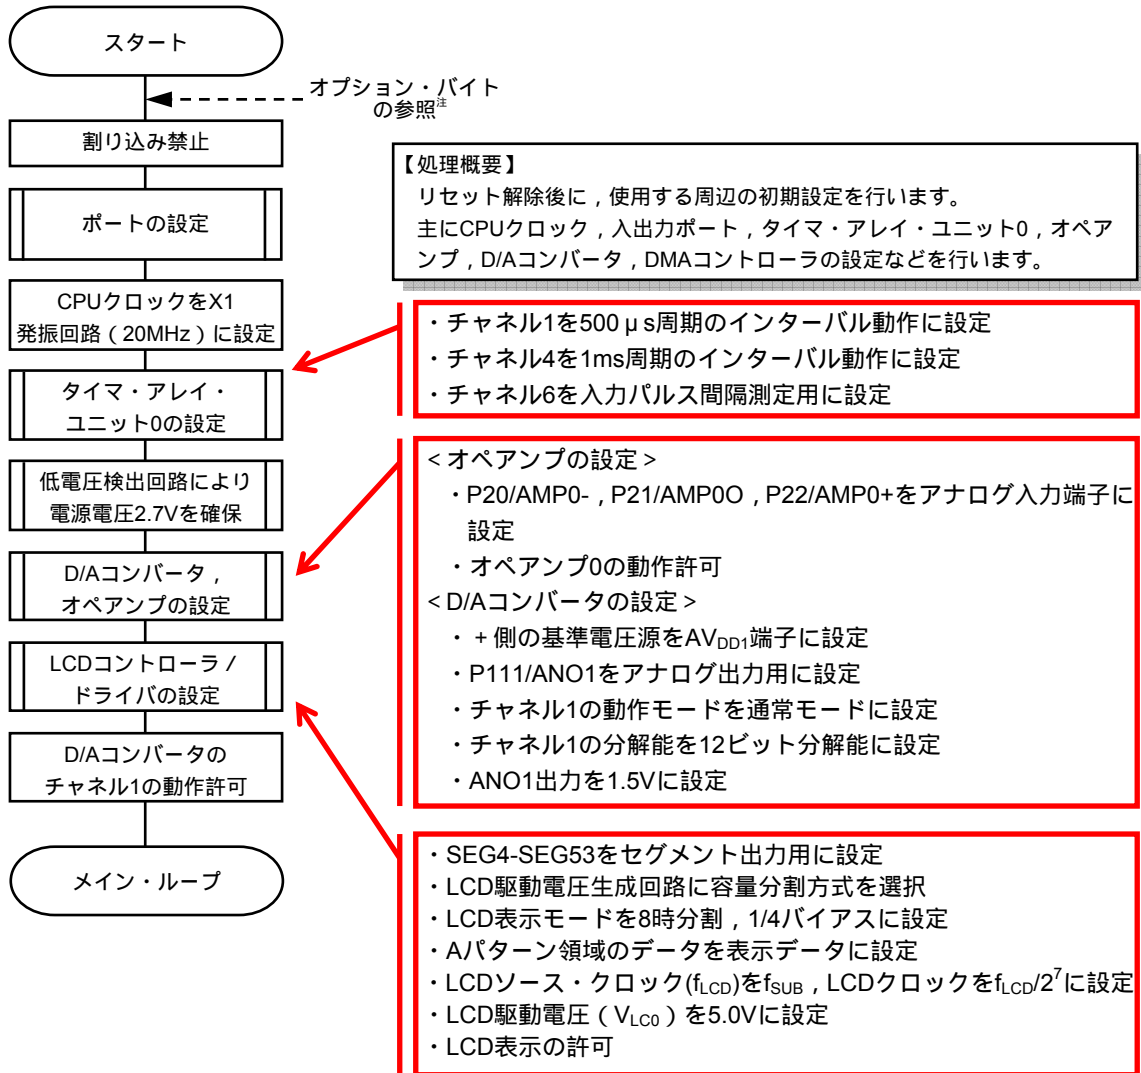 スタート
オプション・バイト
の参照注
割り込み禁止
ポートの設定
CPUクロックをX1
発振回路（20MHz）に設定
タイマ・アレイ・
ユニット0の設定
低電圧検出回路により
電源電圧2.7Vを確保
D/Aコンバータ，
オペアンプの設定
LCDコントローラ／
ドライバの設定
D/Aコンバータの
チャネル1の動作許可
メイン・ループ
【処理概要】
リセット解除後に，使用する周辺の初期設定を行います。
主にCPUクロック，入出力ポート，タイマ・アレイ・ユニット0，オペア
ンプ，D/Aコンバータ，DMAコントローラの設定などを行います。
・チャネル1を500μs周期のインターバル動作に設定
・チャネル4を1ms周期のインターバル動作に設定
・チャネル6を入力パルス間隔測定用に設定
＜オペアンプの設定＞
・P20/AMP0-，P21/AMP0O，P22/AMP0+をアナログ入力端子に
設定
・オペアンプ0の動作許可
＜D/Aコンバータの設定＞
・＋側の基準電圧源をAVDD1端子に設定
・P111/ANO1をアナログ出力用に設定
・チャネル1の動作モードを通常モードに設定
・チャネル1の分解能を12ビット分解能に設定
・ANO1出力を1.5Vに設定
・SEG4-SEG53をセグメント出力用に設定
・LCD駆動電圧生成回路に容量分割方式を選択
・LCD表示モードを8時分割，1/4バイアスに設定
・Aパターン領域のデータを表示データに設定
・LCDソース・クロック(fLCD)をfSUB，LCDクロックをfLCD/2⁷に設定
・LCD駆動電圧（VLC0）を5.0Vに設定
・LCD表示の許可